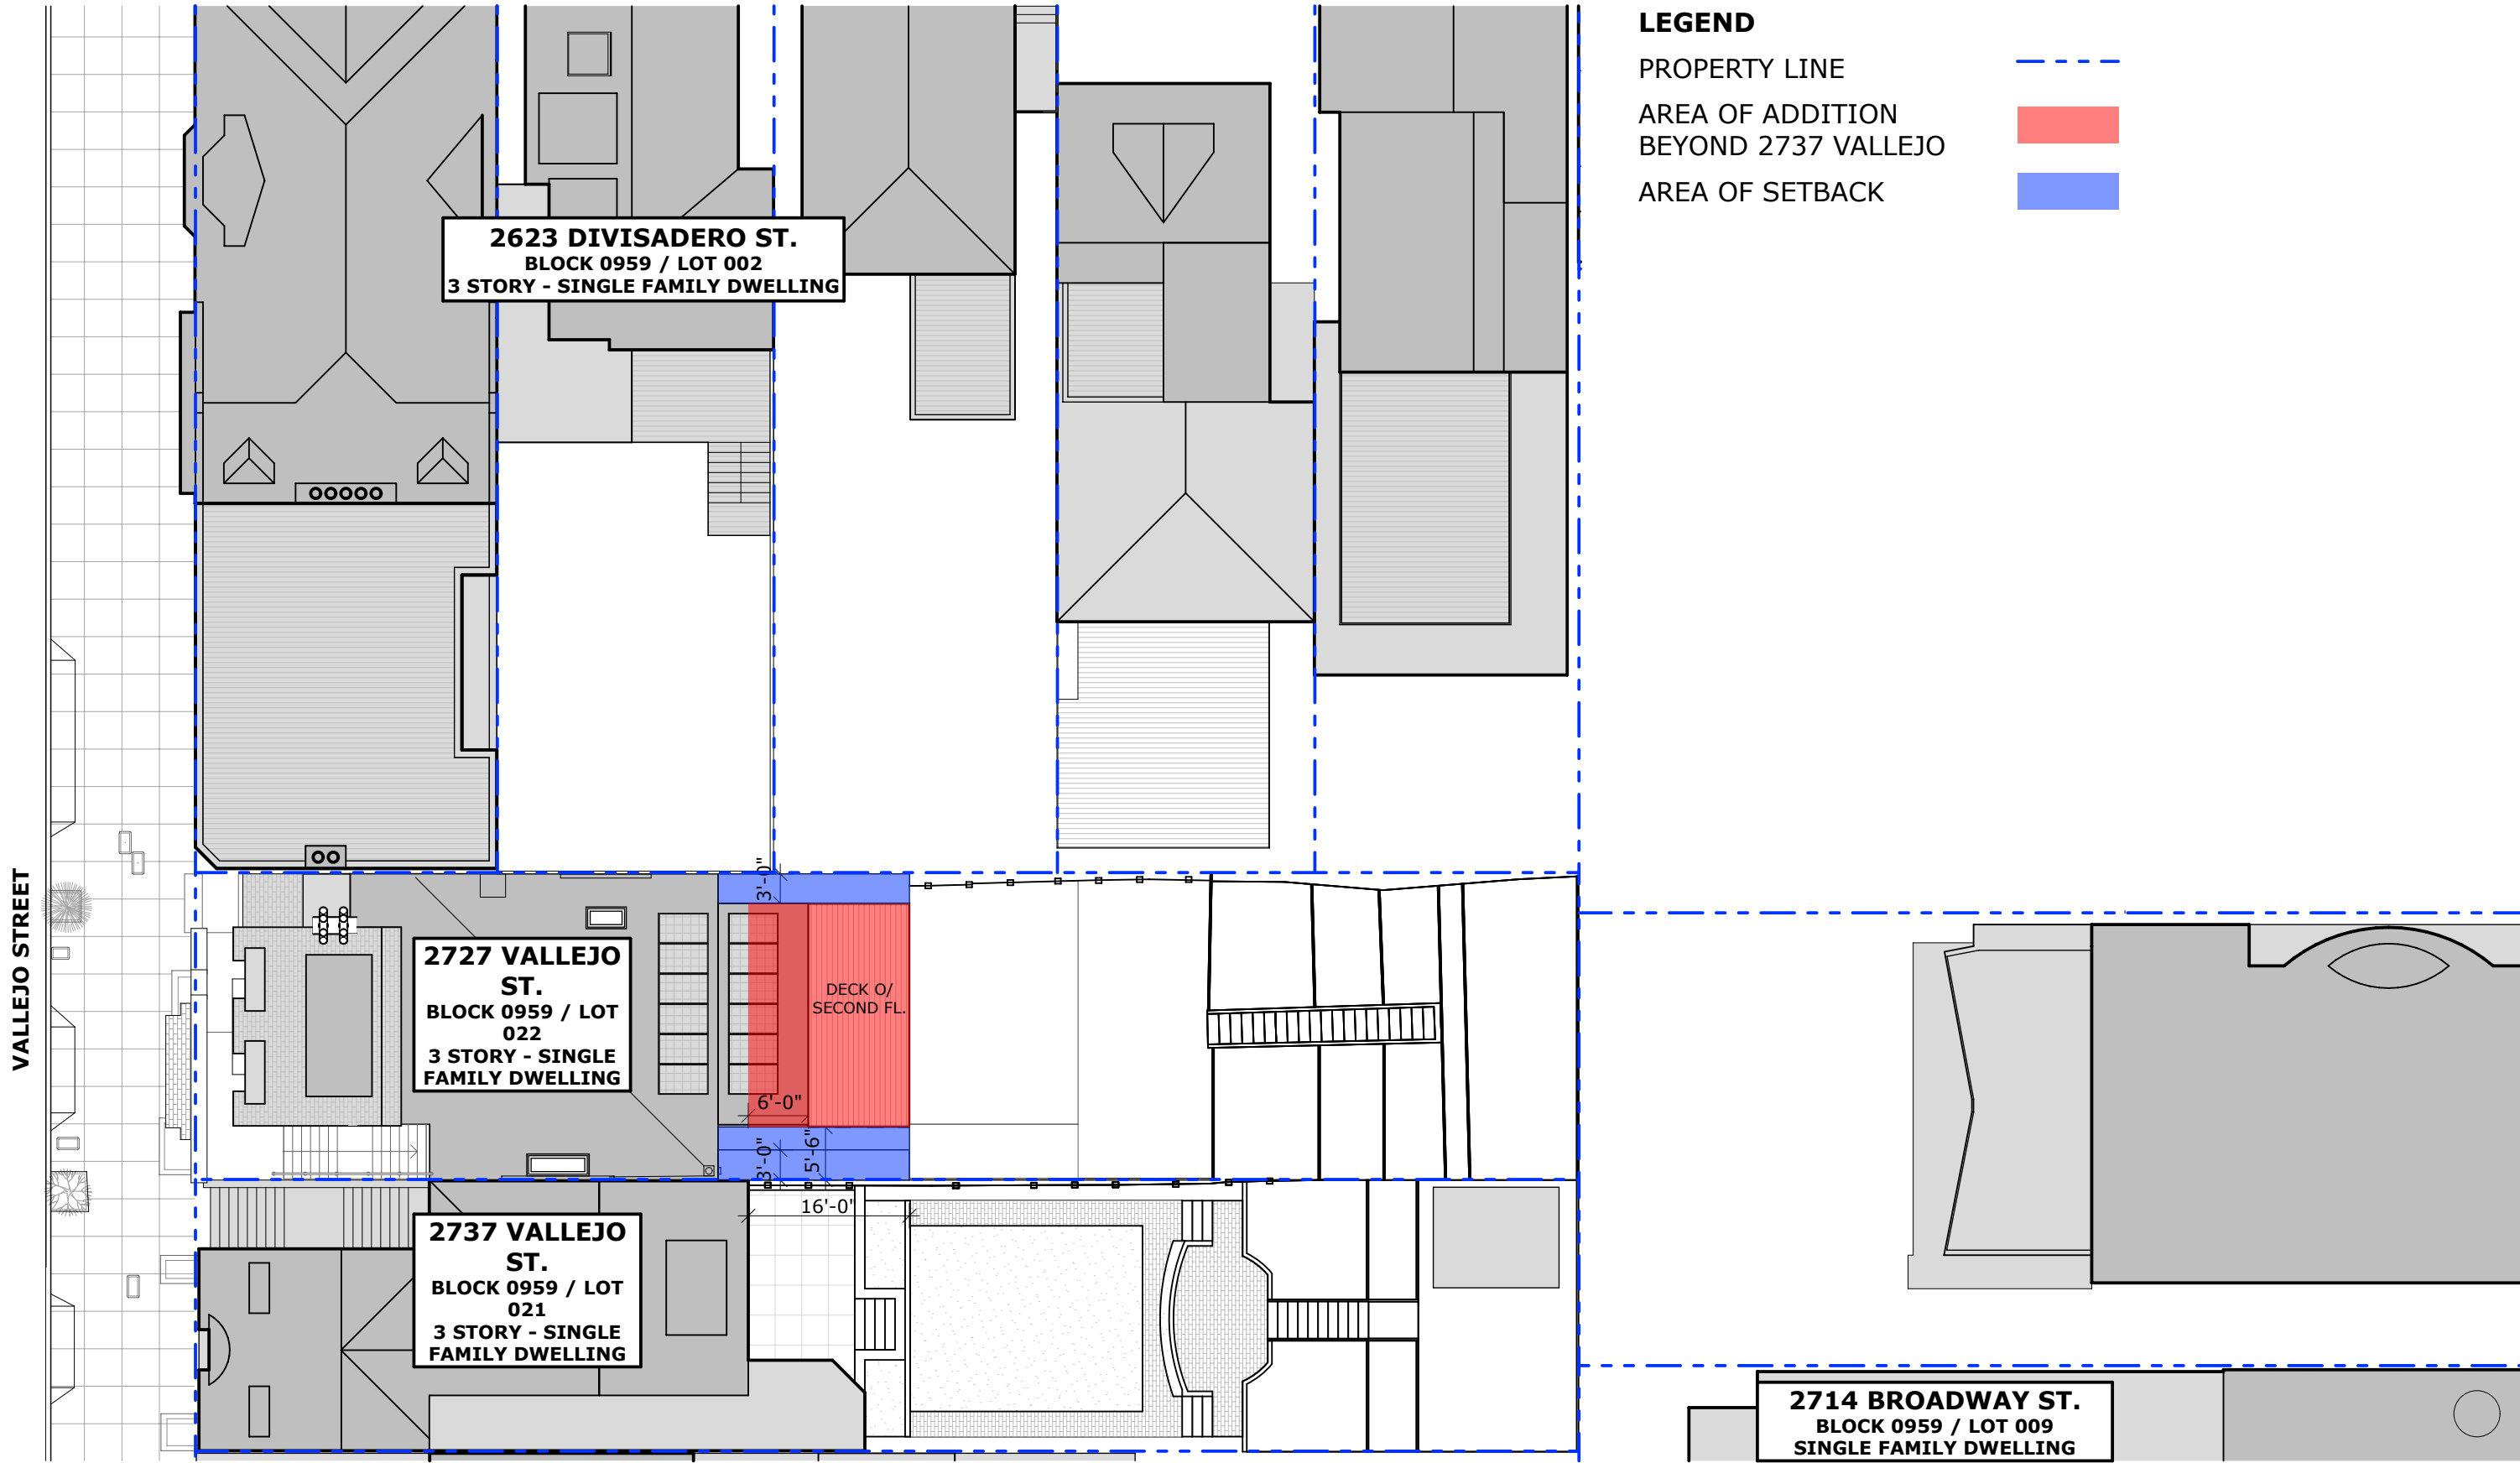 LEGEND
PROPERTY LINE
AREA OF ADDITION
BEYOND 2737 VALLEJO
AREA OF SETBACK
2623 DIVISADERO ST.
BLOCK 0959 / LOT 002
3 STORY - SINGLE FAMILY DWELLING
VALLEJO STREET
3'-0"
2727 VALLEJO
ST.
BLOCK 0959 / LOT
022
3 STORY - SINGLE
FAMILY DWELLING
DECK O/
SECOND FL.
6'-0"
3'-0"
5'-6"
16'-0"
2737 VALLEJO
ST.
BLOCK 0959 / LOT
021
3 STORY - SINGLE
FAMILY DWELLING
2714 BROADWAY ST.
BLOCK 0959 / LOT 009
SINGLE FAMILY DWELLING